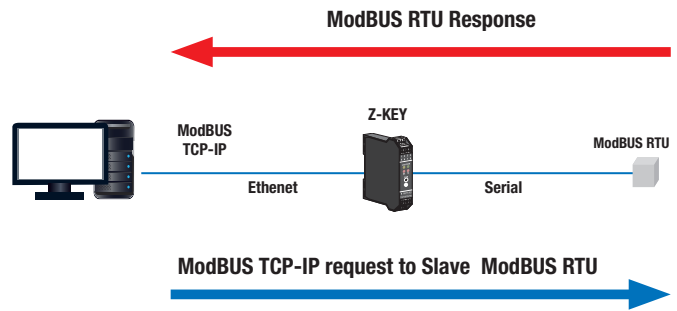 ModBUS RTU Response
Z-KEY
ModBUS
TCP-IP
ModBUS RTU
Ethenet
Serial
ModBUS TCP-IP request to Slave ModBUS RTU